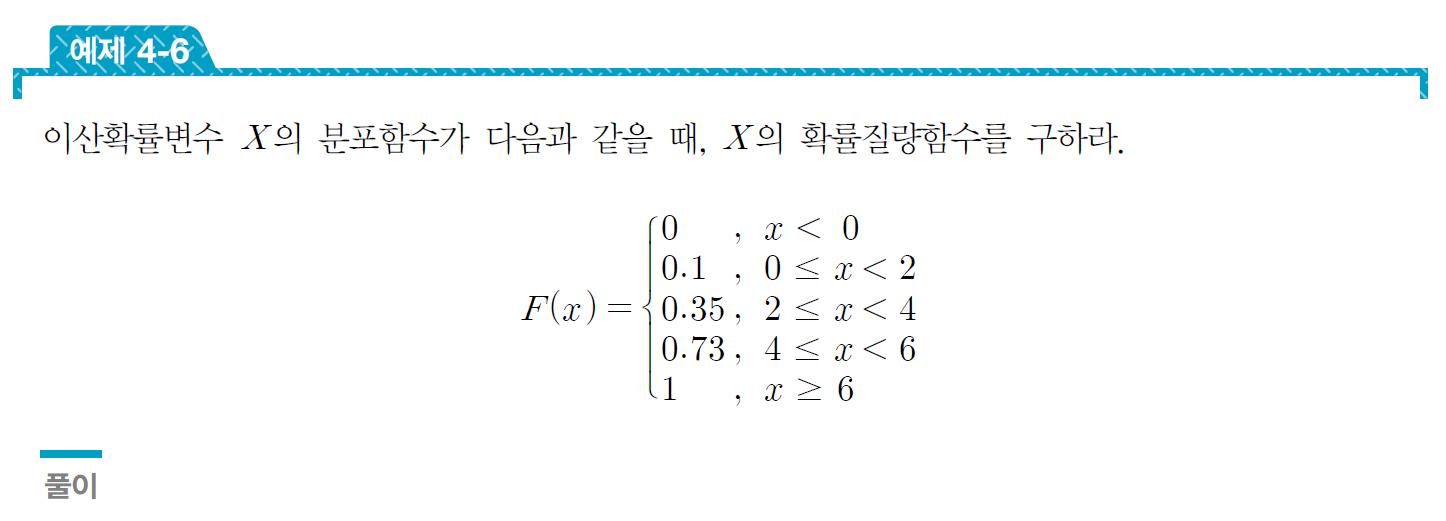 예제 4-6
이산확률변수 X의 분포함수가 다음과 같을 때, X의 확률질량함수를 구하라.
0 , x < 0
0.1 , 0 ≤ x < 2
F(x) = { 0.35 , 2 ≤ x < 4
0.73 , 4 ≤ x < 6
1 , x ≥ 6
풀이